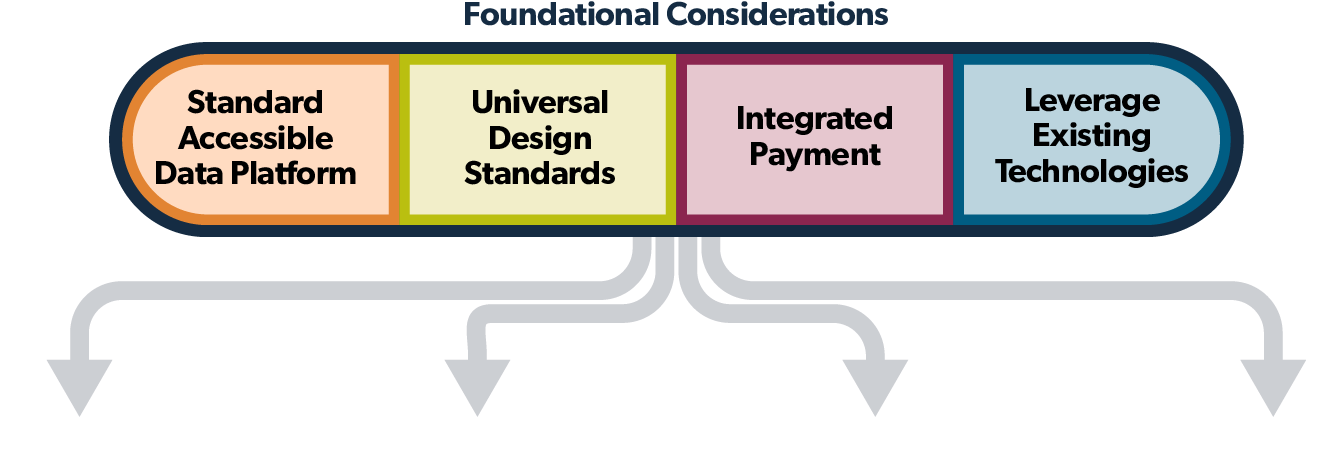 Foundational Considerations
Standard
Accessible
Data Platform
Universal
Design
Standards
Integrated
Payment
Leverage
Existing
Technologies